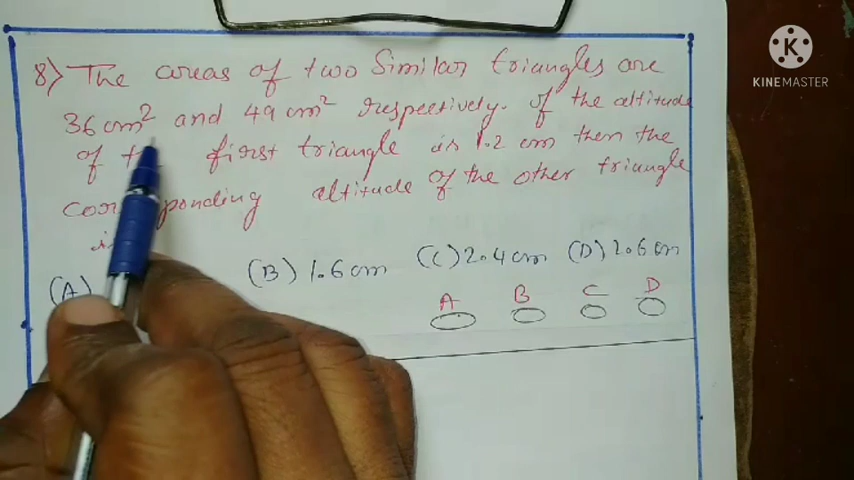 8) The areas of two Similar triangles are
36 cm² and 49 cm² respectively. If the altitude
of first triangle is 1.2 cm then the
corresponding altitude of the other triangle
(A) (B) 1.6 cm (C) 2.4 cm (D) 2.6 cm
A B C D
K
KINEMASTER